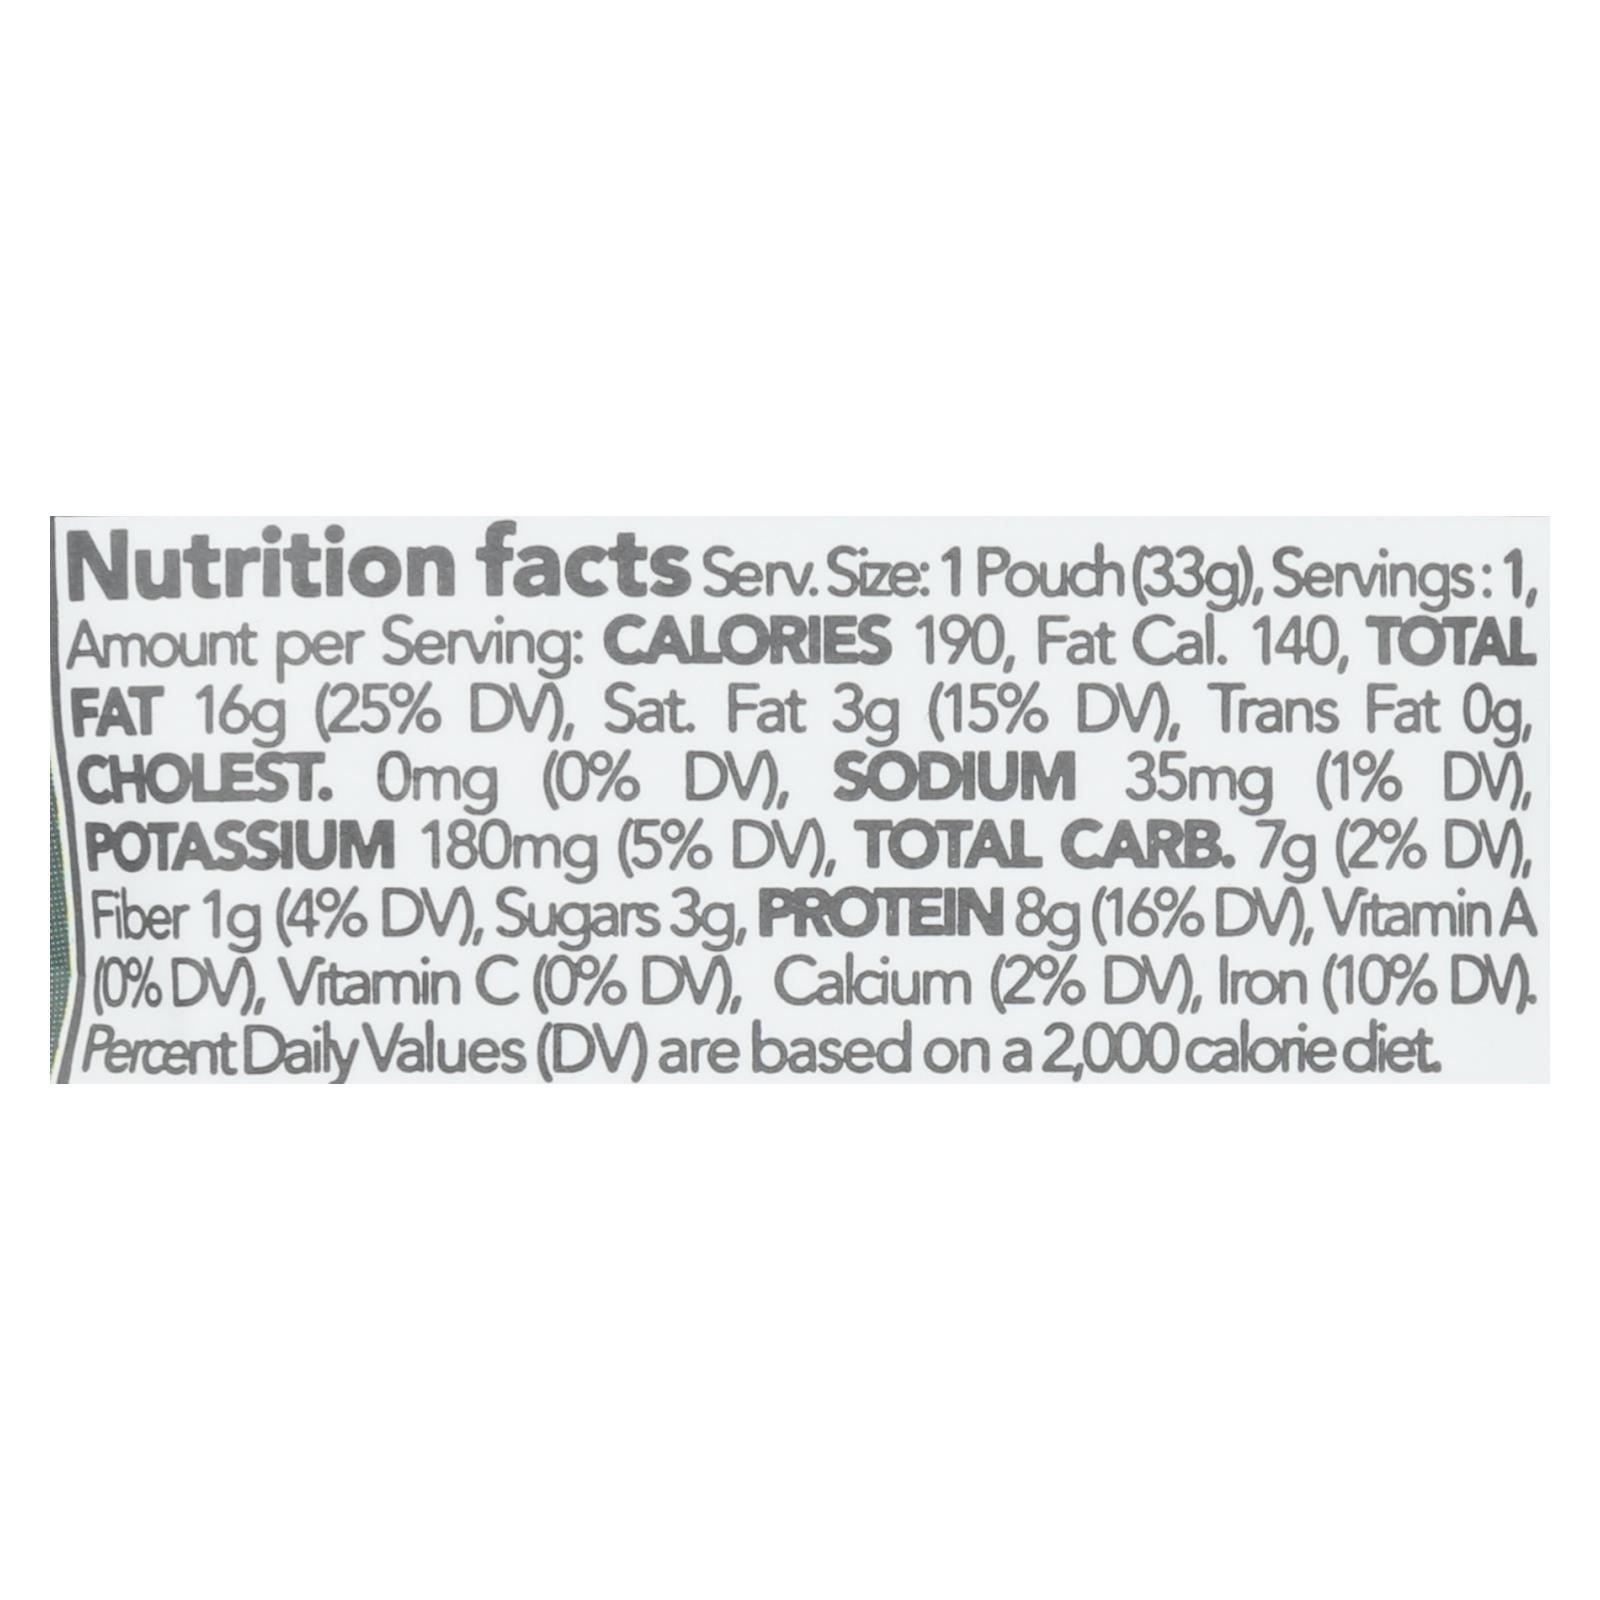 Nutrition facts Serv. Size: 1 Pouch (33g), Servings: 1,
Amount per Serving: CALORIES 190, Fat Cal. 140, TOTAL
FAT 16g (25% DV), Sat. Fat 3g (15% DV), Trans Fat 0g,
CHOLEST. 0mg (0% DV), SODIUM 35mg (1% DV),
POTASSIUM 180mg (5% DV), TOTAL CARB. 7g (2% DV),
Fiber 1g (4% DV), Sugars 3g, PROTEIN 8g (16% DV), Vitamin A
(0% DV), Vitamin C (0% DV), Calcium (2% DV), Iron (10% DV).
Percent Daily Values (DV) are based on a 2,000 calorie diet.